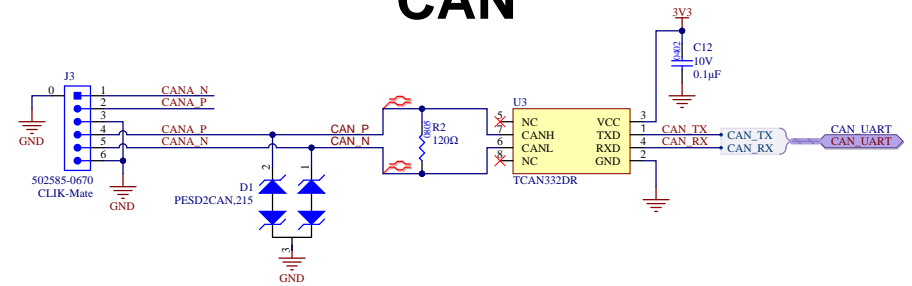 CAN
3V3
C12
0402
10V
0.1µF
J3
0
1
CANA_N
2
CANA_P
3
4
CANA_P
5
CANA_N
6
GND
502585-0670
CLIK-Mate
GND
CAN_P
CAN_N
2
1
D1
PESD2CAN,215
3
GND
R2
0805
120Ω
U3
5
NC
VCC
3
7
CANH
TXD
1
CAN_TX
6
CANL
RXD
4
CAN_RX
8
NC
GND
2
TCAN332DR
CAN_TX
CAN_RX
CAN_UART
CAN_UART